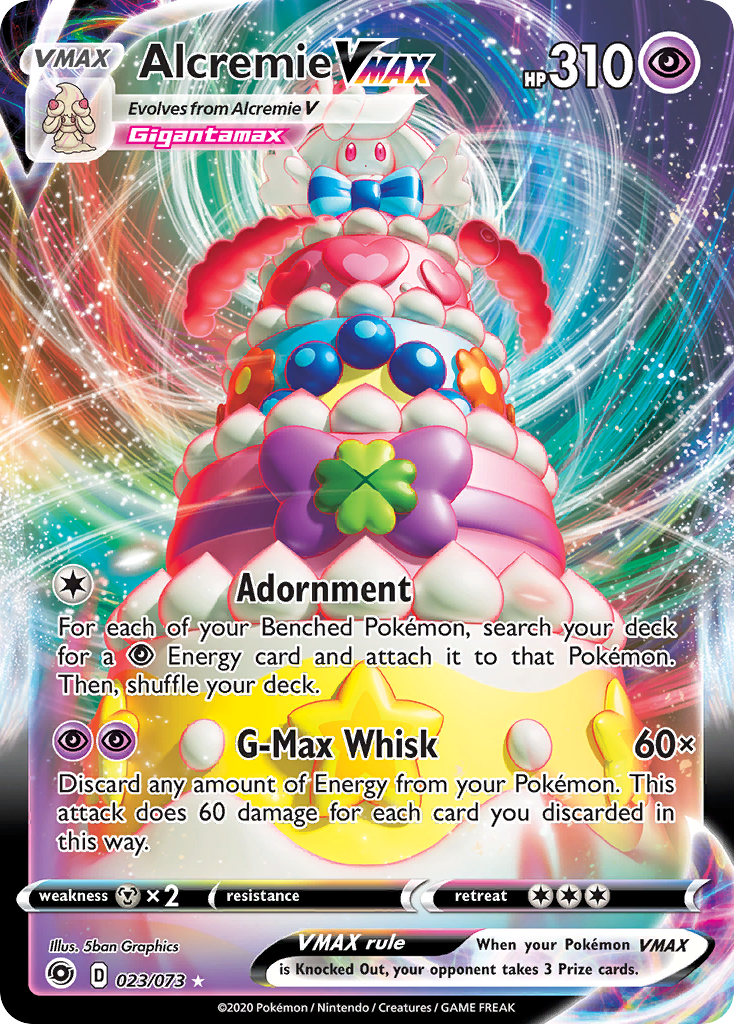 VMAX
Alcremie VMAX
HP 310
Evolves from Alcremie V
Gigantamax
Adornment
For each of your Benched Pokémon, search your deck
for a Energy card and attach it to that Pokémon.
Then, shuffle your deck.
G-Max Whisk 60×
Discard any amount of Energy from your Pokémon. This
attack does 60 damage for each card you discarded in
this way.
weakness ×2 resistance retreat
Illus. 5ban Graphics
VMAX rule When your Pokémon VMAX
is Knocked Out, your opponent takes 3 Prize cards.
D 023/073 ★
©2020 Pokémon / Nintendo / Creatures / GAME FREAK